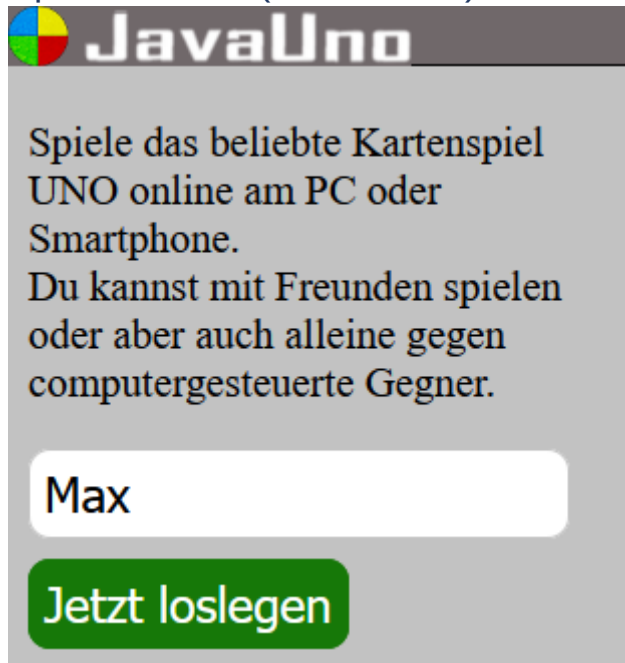 JavaUno
Spiele das beliebte Kartenspiel
UNO online am PC oder
Smartphone.
Du kannst mit Freunden spielen
oder aber auch alleine gegen
computergesteuerte Gegner.
Max
Jetzt loslegen